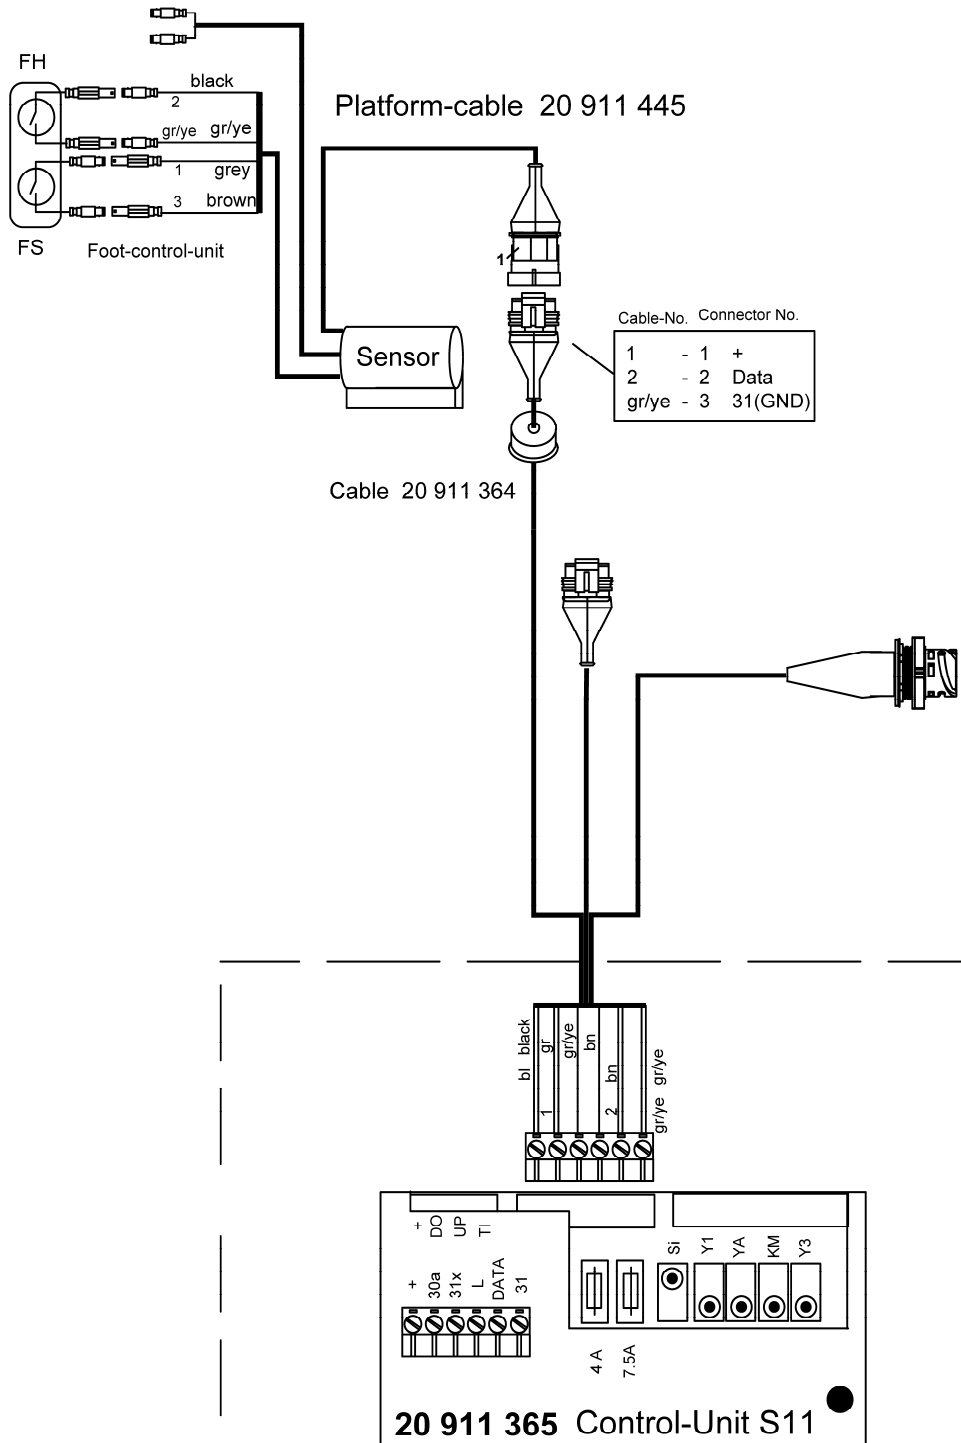 FH
black
2
Platform-cable 20 911 445
gr/ye gr/ye
1 grey
3 brown
FS
Foot-control-unit
1
Cable-No. Connector No.
1 - 1 +
2 - 2 Data
gr/ye - 3 31(GND)
Sensor
Cable 20 911 364
bl black
1 gr
gr/ye
bn
2 bn
gr/ye gr/ye
+ DO UP TI
Si Y1 YA KM Y3
+ 30a 31x L DATA 31
4 A 7.5A
20 911 365 Control-Unit S11